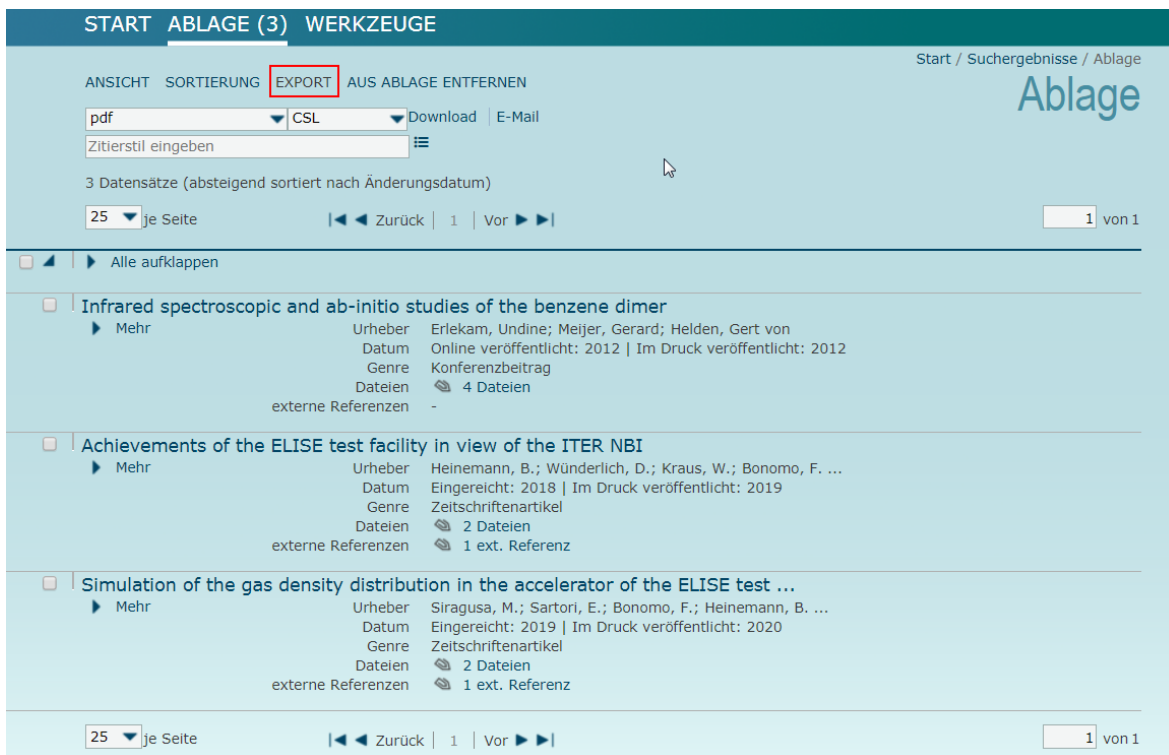 START ABLAGE (3) WERKZEUGE
Start / Suchergebnisse / Ablage
ANSICHT SORTIERUNG EXPORT AUS ABLAGE ENTFERNEN
Ablage
pdf CSL Download | E-Mail
Zitierstil eingeben
3 Datensätze (absteigend sortiert nach Änderungsdatum)
25 je Seite Zurück | 1 | Vor 1 von 1
Alle aufklappen
Infrared spectroscopic and ab-initio studies of the benzene dimer
Mehr Urheber Erlekam, Undine; Meijer, Gerard; Helden, Gert von
Datum Online veröffentlicht: 2012 | Im Druck veröffentlicht: 2012
Genre Konferenzbeitrag
Dateien 4 Dateien
externe Referenzen -
Achievements of the ELISE test facility in view of the ITER NBI
Mehr Urheber Heinemann, B.; Wünderlich, D.; Kraus, W.; Bonomo, F. ...
Datum Eingereicht: 2018 | Im Druck veröffentlicht: 2019
Genre Zeitschriftenartikel
Dateien 2 Dateien
externe Referenzen 1 ext. Referenz
Simulation of the gas density distribution in the accelerator of the ELISE test ...
Mehr Urheber Siragusa, M.; Sartori, E.; Bonomo, F.; Heinemann, B. ...
Datum Eingereicht: 2019 | Im Druck veröffentlicht: 2020
Genre Zeitschriftenartikel
Dateien 2 Dateien
externe Referenzen 1 ext. Referenz
25 je Seite Zurück | 1 | Vor 1 von 1